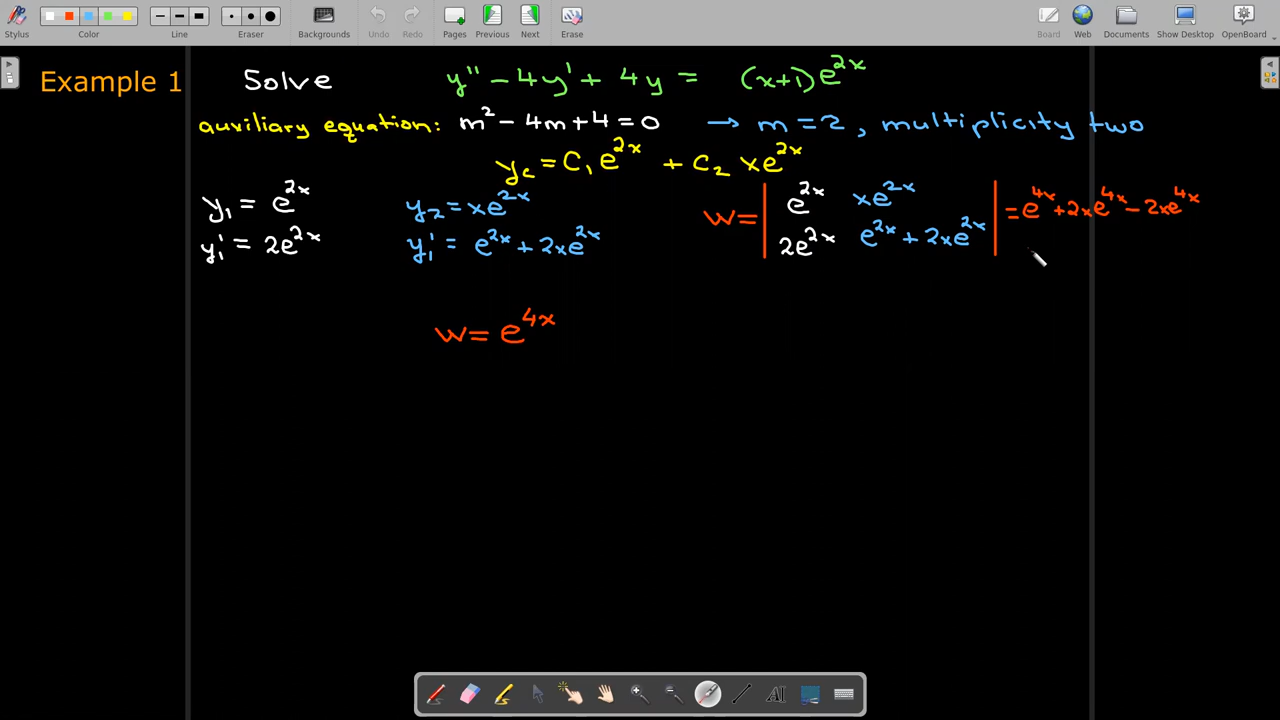 Stylus Color Line Eraser Backgrounds Undo Redo Pages Previous Next Erase Board Web Documents Show Desktop OpenBoard
Example 1 Solve y'' - 4y' + 4y = (x+1)e^{2x}
auxiliary equation: m² - 4m + 4 = 0 → m = 2, multiplicity two
y_c = C₁e^{2x} + C₂ xe^{2x}
y₁ = e^{2x} y₂ = xe^{2x} W = | e^{2x} xe^{2x} | = e^{4x} + 2xe^{4x} - 2xe^{4x}
y₁' = 2e^{2x} y₁' = e^{2x} + 2xe^{2x} | 2e^{2x} e^{2x} + 2xe^{2x} |
W = e^{4x}
AI